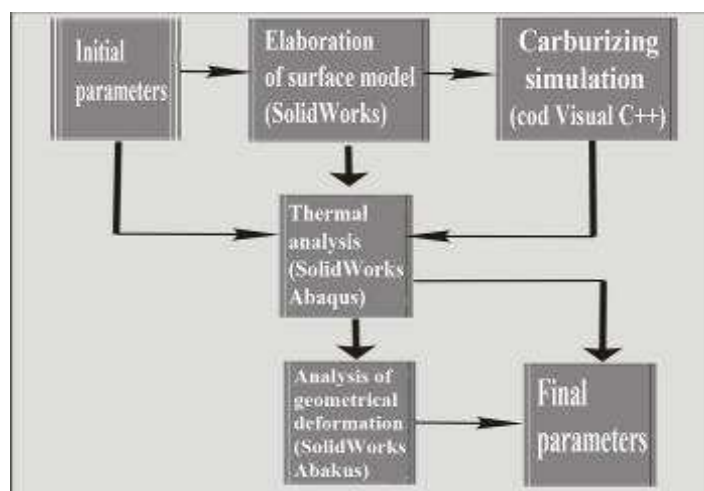 Initial
parameters
Elaboration
of surface model
(SolidWorks)
Carburizing
simulation
(cod Visual C++)
Thermal
analysis
(SolidWorks
Abaqus)
Analysis of
geometrical
deformation
(SolidWorks
Abakus)
Final
parameters